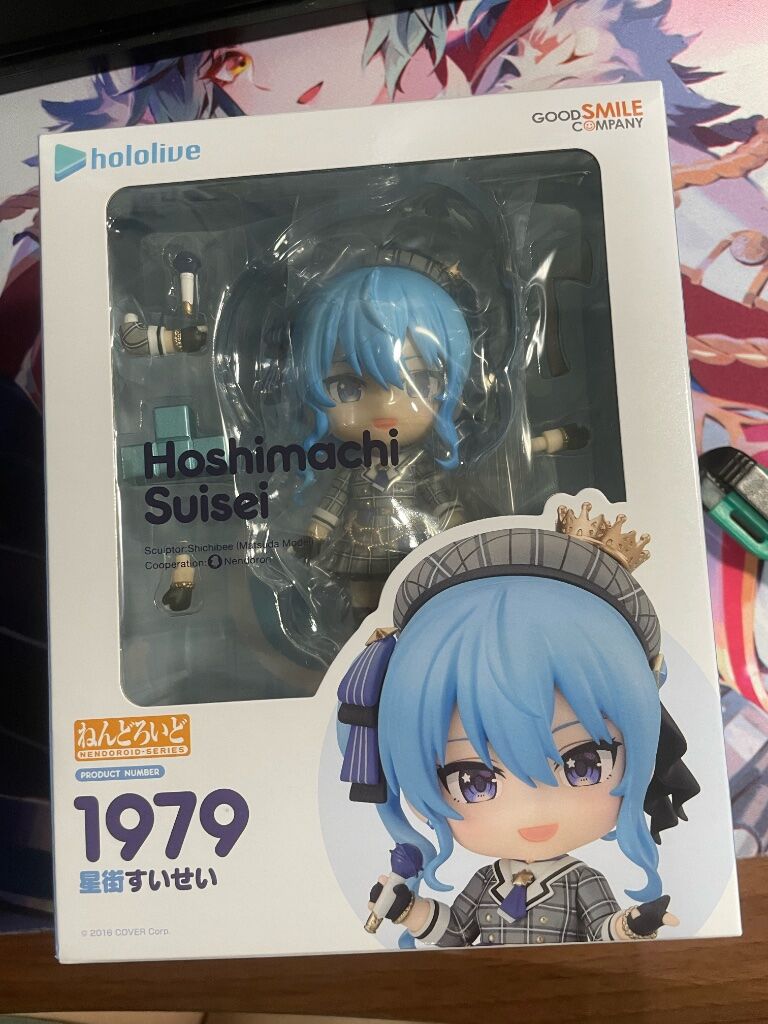 hololive
GOOD SMILE
COMPANY
Hoshimachi
Suisei
Sculptor:Shichibee (Matsuda Model)
Cooperation: Nendoron
ねんどろいど
NENDOROID-SERIES
PRODUCT NUMBER
1979
星街すいせい
© 2016 COVER Corp.